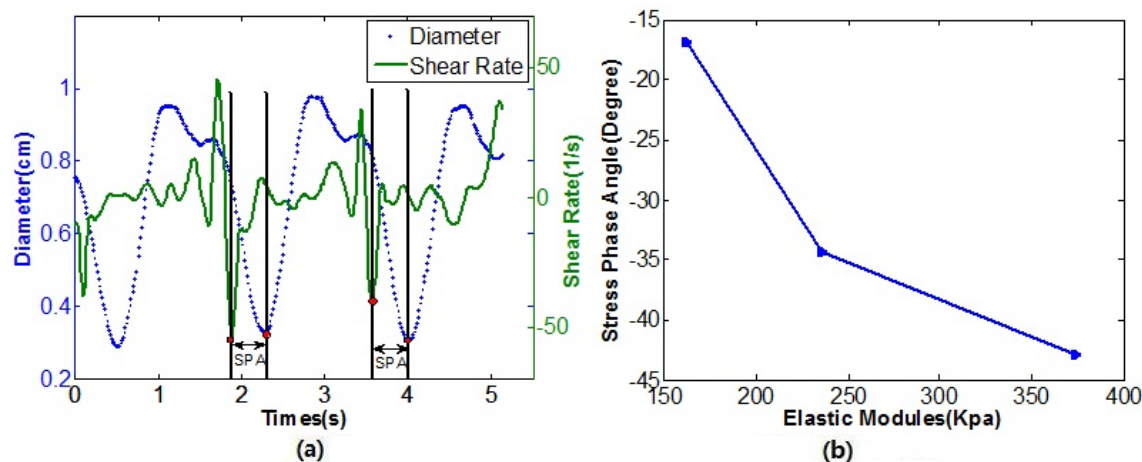 Diameter
Shear Rate
1
0.8
0.6
0.4
0.2
Diameter(cm)
50
0
-50
Shear Rate(1/s)
SPA
SPA
0
1
2
3
4
5
Times(s)
(a)
-15
-20
-25
-30
-35
-40
-45
Stress Phase Angle(Degree)
150
200
250
300
350
400
Elastic Modules(Kpa)
(b)